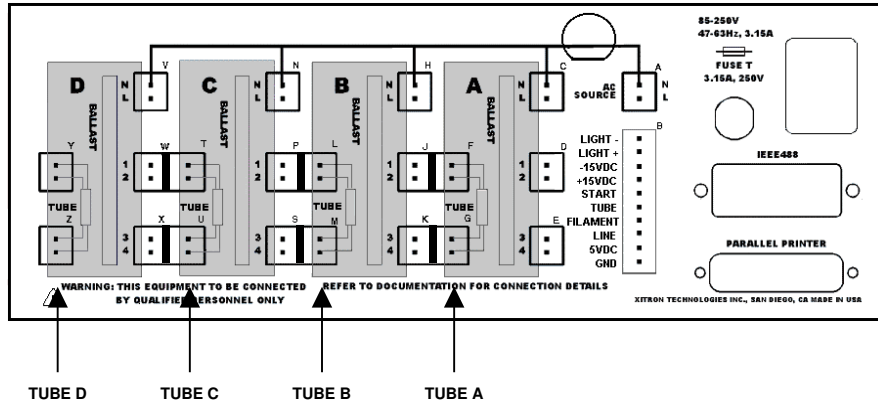 85-250V
47-63Hz, 3.15A
FUSE T
3.15A, 250V
D
BALLAST
N
L
V
C
BALLAST
N
L
N
B
BALLAST
N
L
H
A
BALLAST
N
L
C
AC
SOURCE
A
N
L
Y
1
2
W
T
1
2
P
L
1
2
J
F
1
2
D
TUBE
TUBE
TUBE
TUBE
Z
3
4
X
U
3
4
S
M
3
4
K
G
3
4
E
B
LIGHT -
LIGHT +
-15VDC
+15VDC
START
TUBE
FILAMENT
LINE
5VDC
GND
IEEE488
PARALLEL PRINTER
WARNING: THIS EQUIPMENT TO BE CONNECTED
BY QUALIFIED PERSONNEL ONLY
REFER TO DOCUMENTATION FOR CONNECTION DETAILS
XITRON TECHNOLOGIES INC., SAN DIEGO, CA MADE IN USA
TUBE D
TUBE C
TUBE B
TUBE A